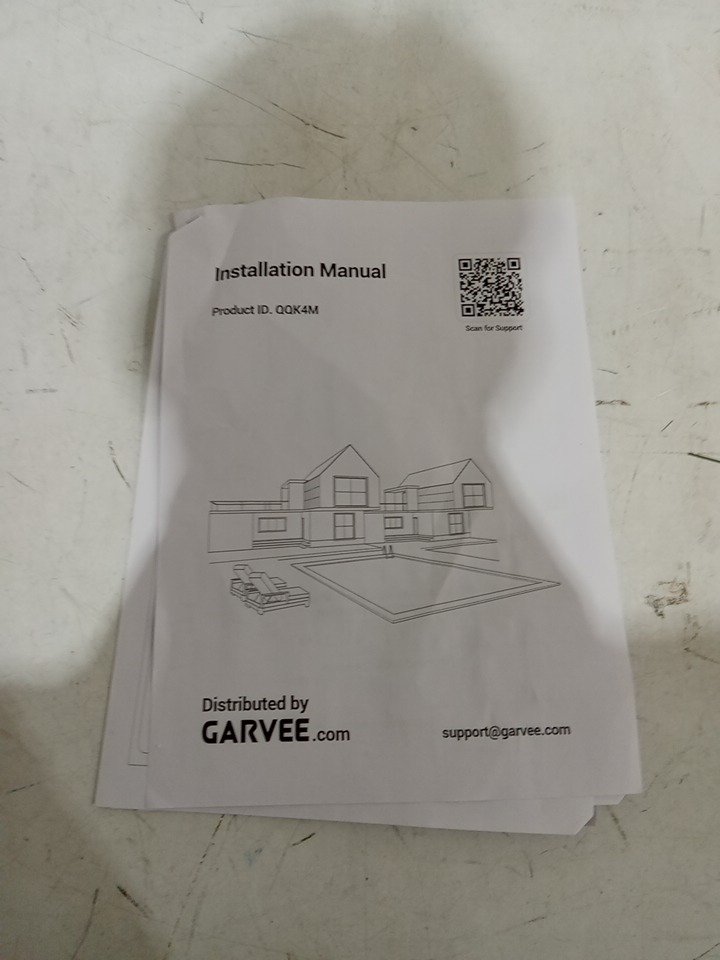 Installation Manual
Product ID. QQK4M
Scan for Support
Distributed by
GARVEE.com
support@garvee.com